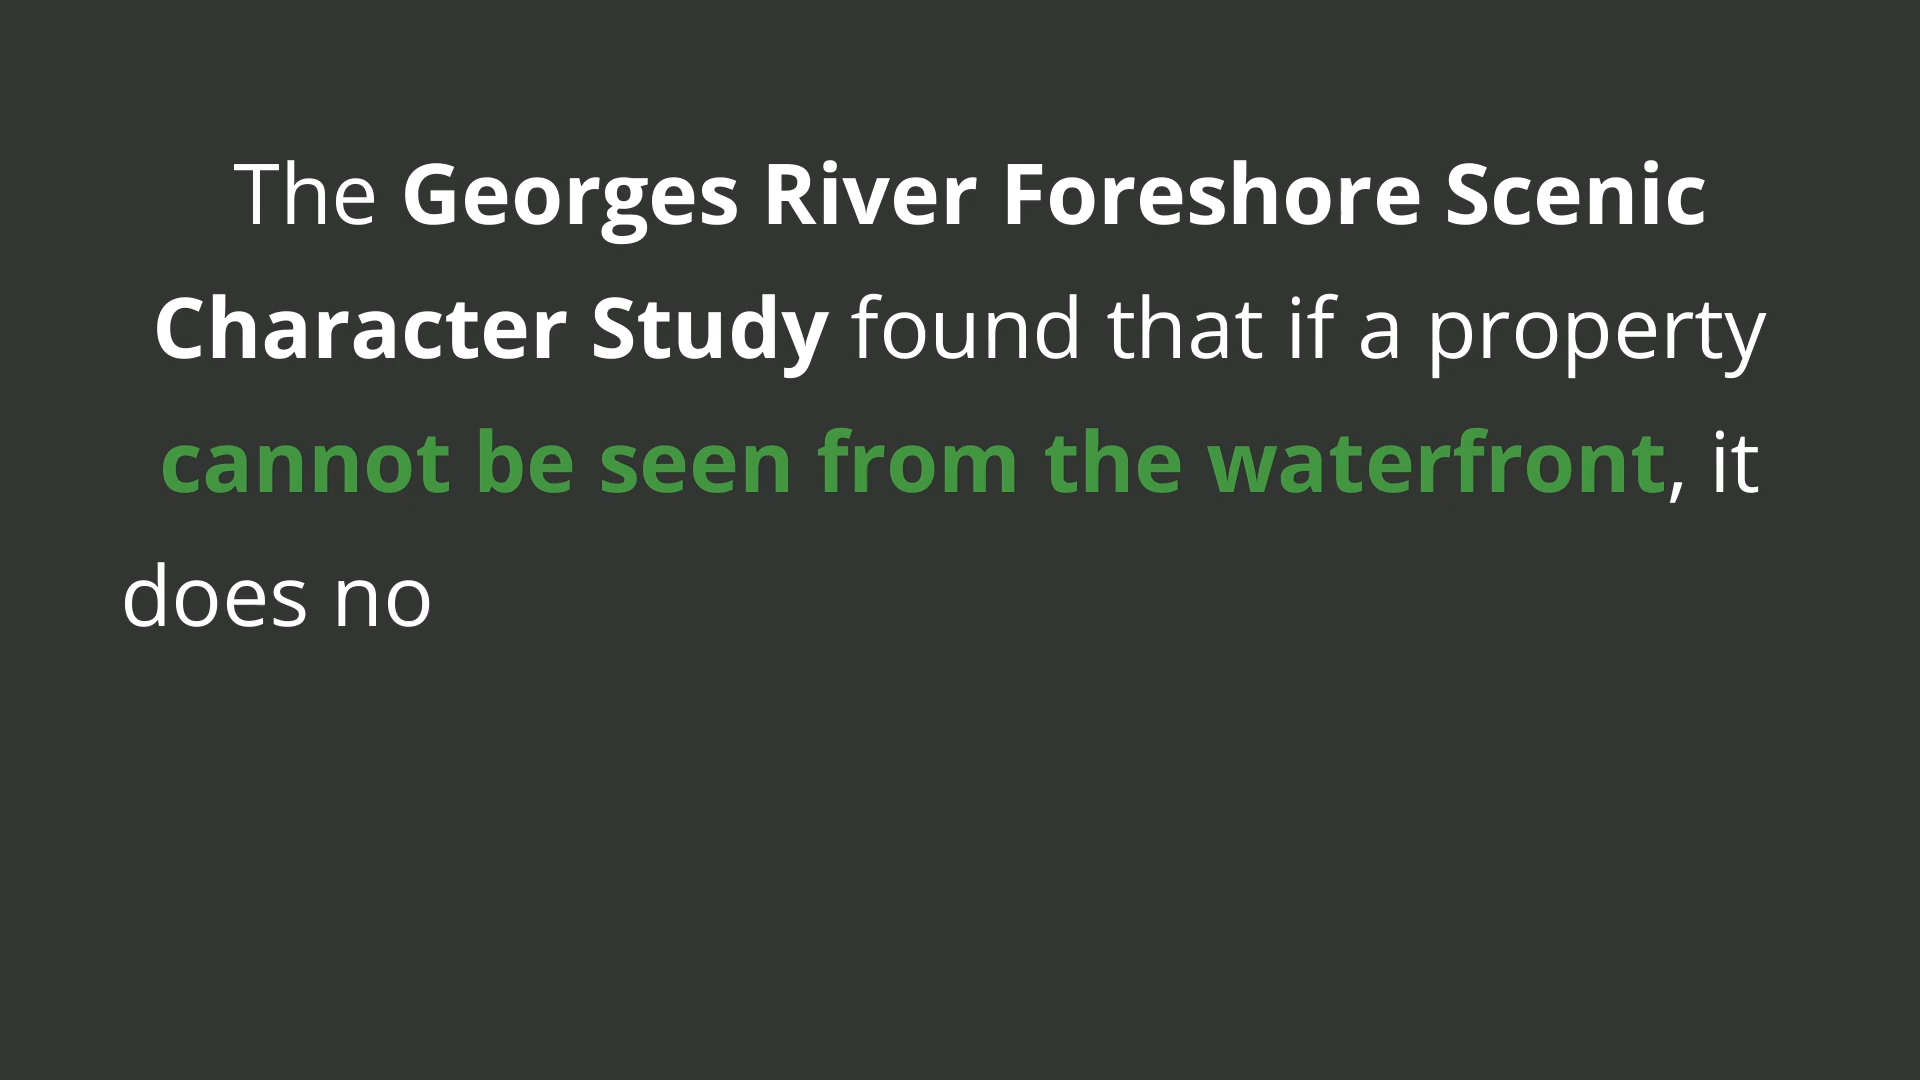 The Georges River Foreshore Scenic
Character Study found that if a property
cannot be seen from the waterfront, it
does no